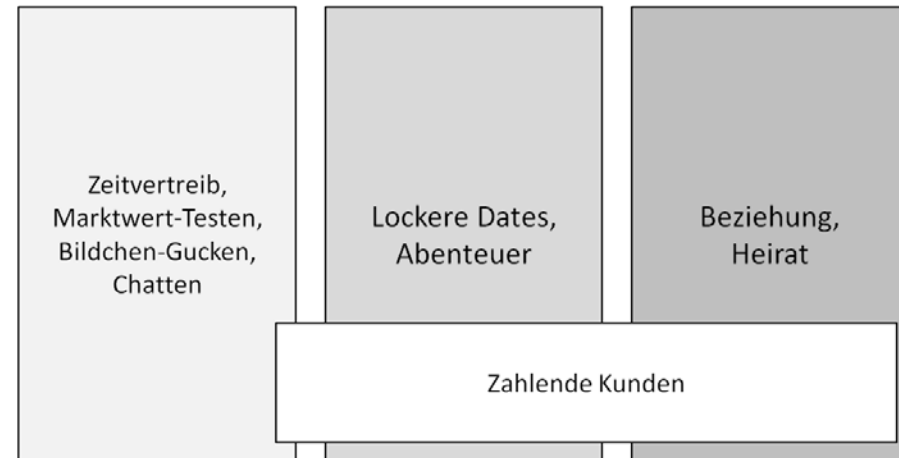 Zeitvertreib,
Marktwert-Testen,
Bildchen-Gucken,
Chatten
Lockere Dates,
Abenteuer
Beziehung,
Heirat
Zahlende Kunden